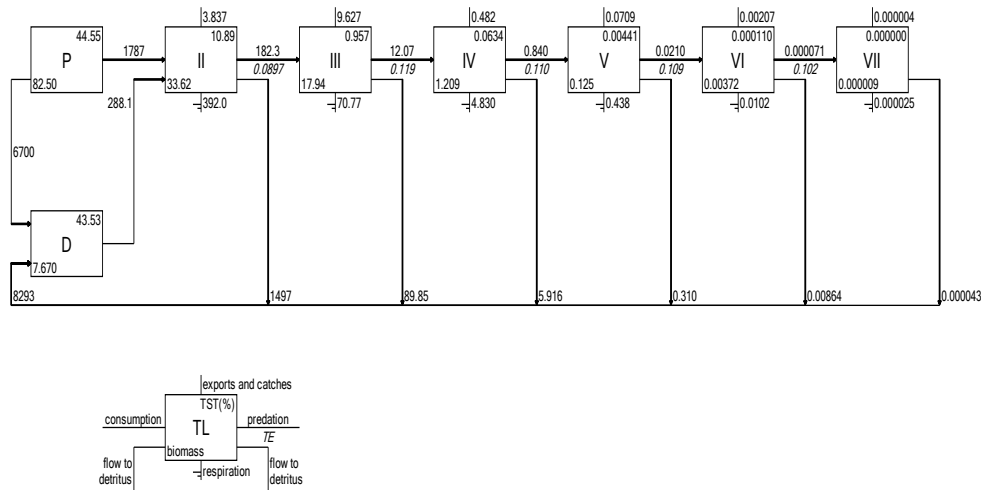 3.837
9.627
0.482
0.0709
0.00207
0.000004
44.55
P
82.50
1787
10.89
II
33.62
392.0
182.3
0.0897
0.957
III
17.94
70.77
12.07
0.119
0.0634
IV
1.209
4.830
0.840
0.110
0.00441
V
0.125
0.438
0.0210
0.109
0.000110
VI
0.00372
0.0102
0.000071
0.102
0.000000
VII
0.000009
0.000025
288.1
6700
43.53
D
7.670
8293
1497
89.85
5.916
0.310
0.00864
0.000043
exports and catches
TST(%)
consumption
TL
predation
TE
biomass
flow to
detritus
respiration
flow to
detritus